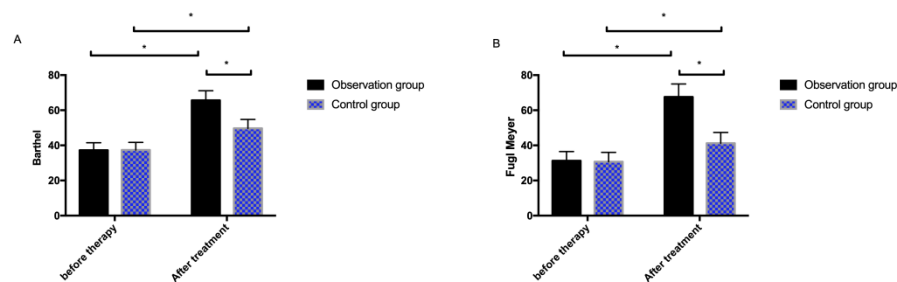 A
*
*
*
80
60
40
20
0
Barthel
before therapy
After treatment
Observation group
Control group
B
*
*
*
80
60
40
20
0
Fugl Meyer
before therapy
After treatment
Observation group
Control group